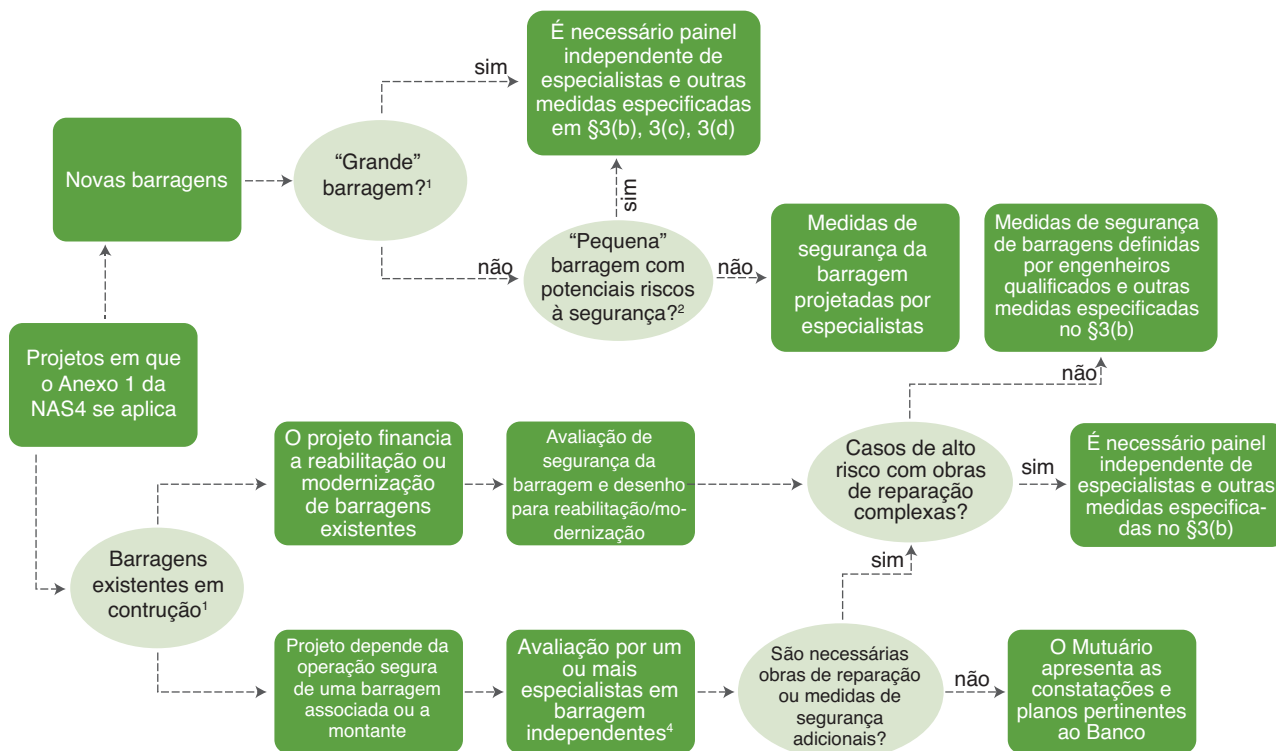 É necessário painel
independente de
especialistas e outras
medidas especificadas
em §3(b), 3(c), 3(d)
sim
Novas barragens
“Grande”
barragem?¹
sim
não
“Pequena”
barragem com
potenciais riscos
à segurança?²
não
Medidas de
segurança da
barragem
projetadas por
especialistas
Medidas de segurança
de barragens definidas
por engenheiros
qualificados e outras
medidas especificadas
no §3(b)
Projetos em que
o Anexo 1 da
NAS4 se aplica
não
O projeto financia
a reabilitação ou
modernização
de barragens
existentes
Avaliação de
segurança da
barragem e desenho
para reabilitação/mo-
dernização
Casos de alto
risco com obras
de reparação
complexas?
sim
É necessário painel
independente de
especialistas e outras
medidas especifica-
das no §3(b)
Barragens
existentes em
contrução¹
sim
Projeto depende da
operação segura
de uma barragem
associada ou a
montante
Avaliação por um
ou mais
especialistas em
barragem
independentes⁴
São necessárias
obras de reparação
ou medidas de
segurança
adicionais?
não
O Mutuário
apresenta as
constatações e
planos pertinentes
ao Banco